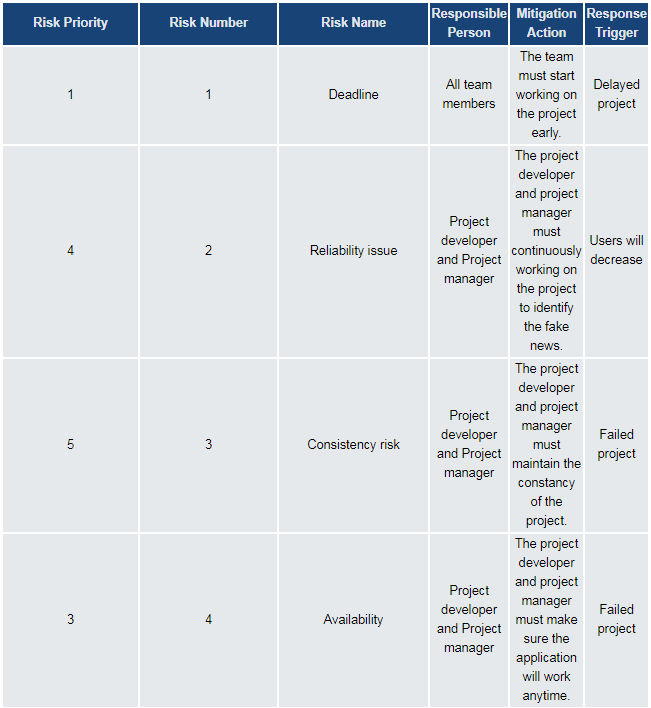 Risk Priority
Risk Number
Risk Name
Responsible
Person
Mitigation
Action
Response
Trigger
1
1
Deadline
All team
members
The team
must start
working on
the project
early.
Delayed
project
4
2
Reliability issue
Project
developer
and Project
manager
The project
developer
and project
manager
must
continuously
working on
the project
to identify
the fake
news.
Users will
decrease
5
3
Consistency risk
Project
developer
and Project
manager
The project
developer
and project
manager
must
maintain the
constancy
of the
project.
Failed
project
3
4
Availability
Project
developer
and Project
manager
The project
developer
and project
manager
must make
sure the
application
will work
anytime.
Failed
project